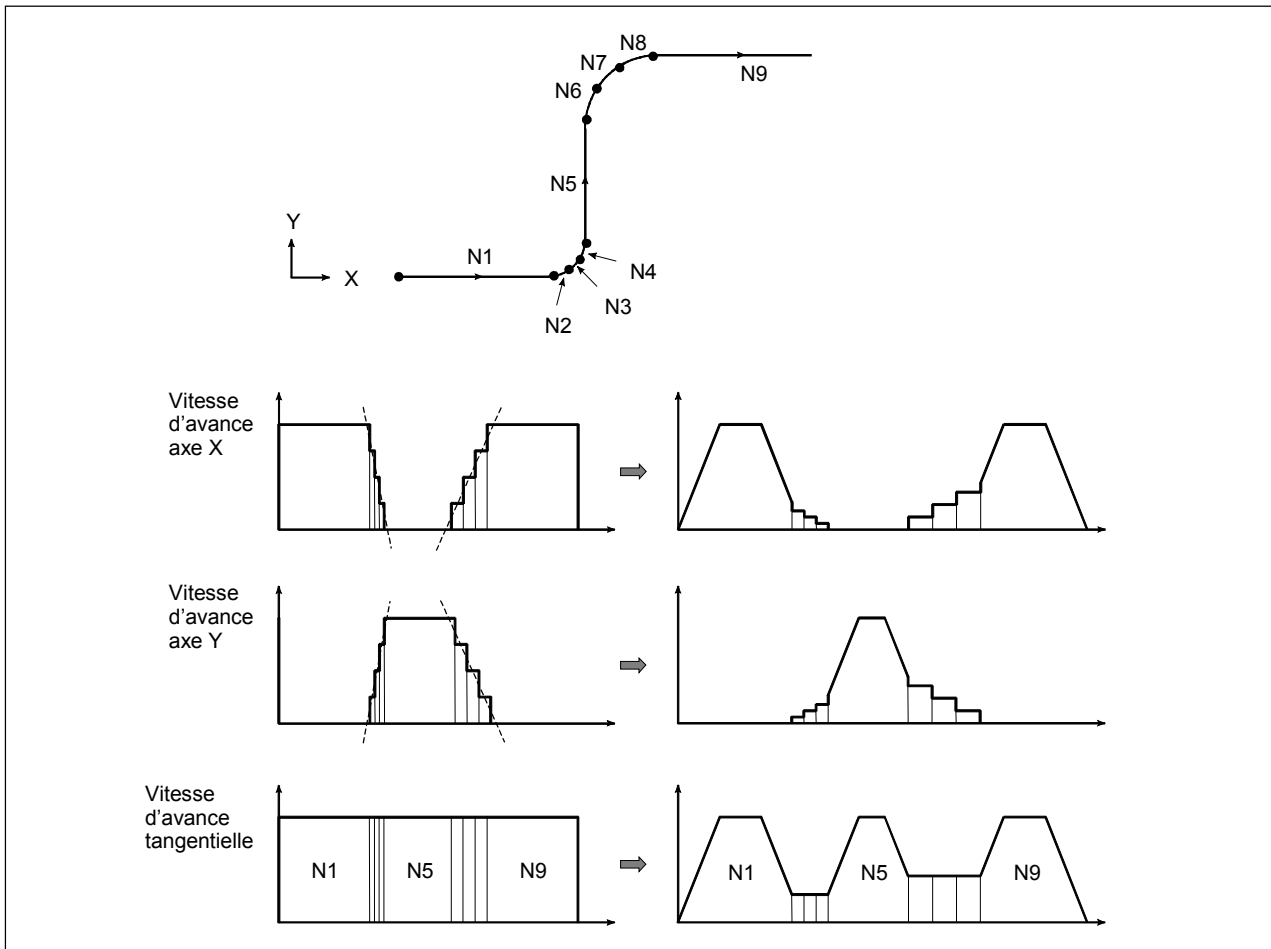 N8
N7
N9
N6
N5
Y
N1
X
N4
N3
N2
Vitesse
d'avance
axe X
Vitesse
d'avance
axe Y
Vitesse
d'avance
tangentielle
N1
N5
N9
N1
N5
N9